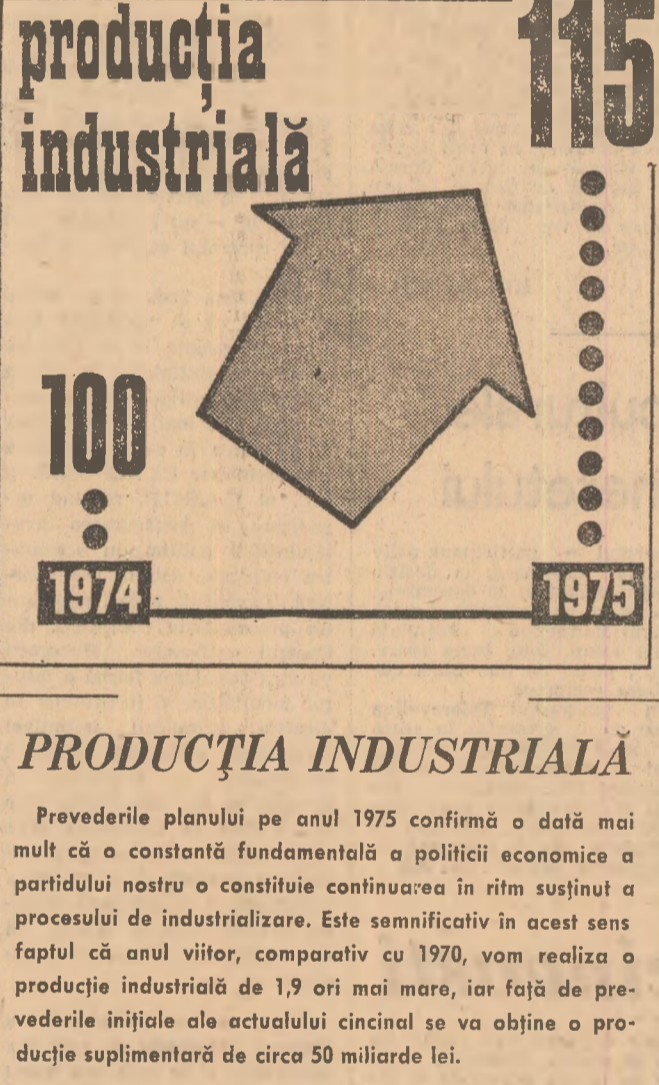 producția
industrială
115
100
1974
1975
PRODUCŢIA INDUSTRIALĂ
Prevederile planului pe anul 1975 confirmă o dată mai
mult că o constantă fundamentală a politicii economice a
partidului nostru o constituie continuarea în ritm susţinut a
procesului de industrializare. Este semnificativ în acest sens
faptul că anul viitor, comparativ cu 1970, vom realiza o
producţie industrială de 1,9 ori mai mare, iar faţă de pre-
vederile iniţiale ale actualului cincinal se va obţine o pro-
ducţie suplimentară de circa 50 miliarde lei.